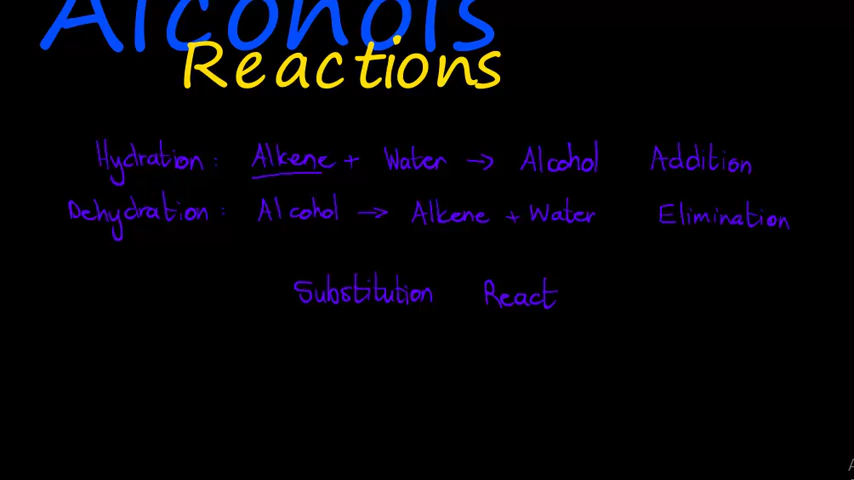 Alcohols
Reactions
Hydration: Alkene + Water → Alcohol Addition
Dehydration: Alcohol → Alkene + Water Elimination
Substitution React